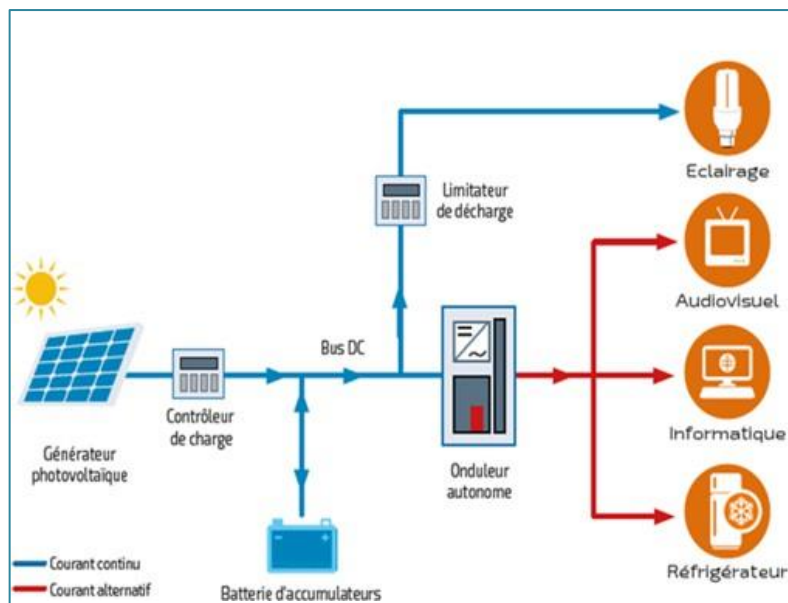 Eclairage
Limitateur
de décharge
Audiovisuel
Bus DC
Contrôleur
de charge
Générateur
photovoltaïque
Onduleur
autonome
Informatique
Batterie d'accumulateurs
Réfrigérateur
Courant continu
Courant alternatif